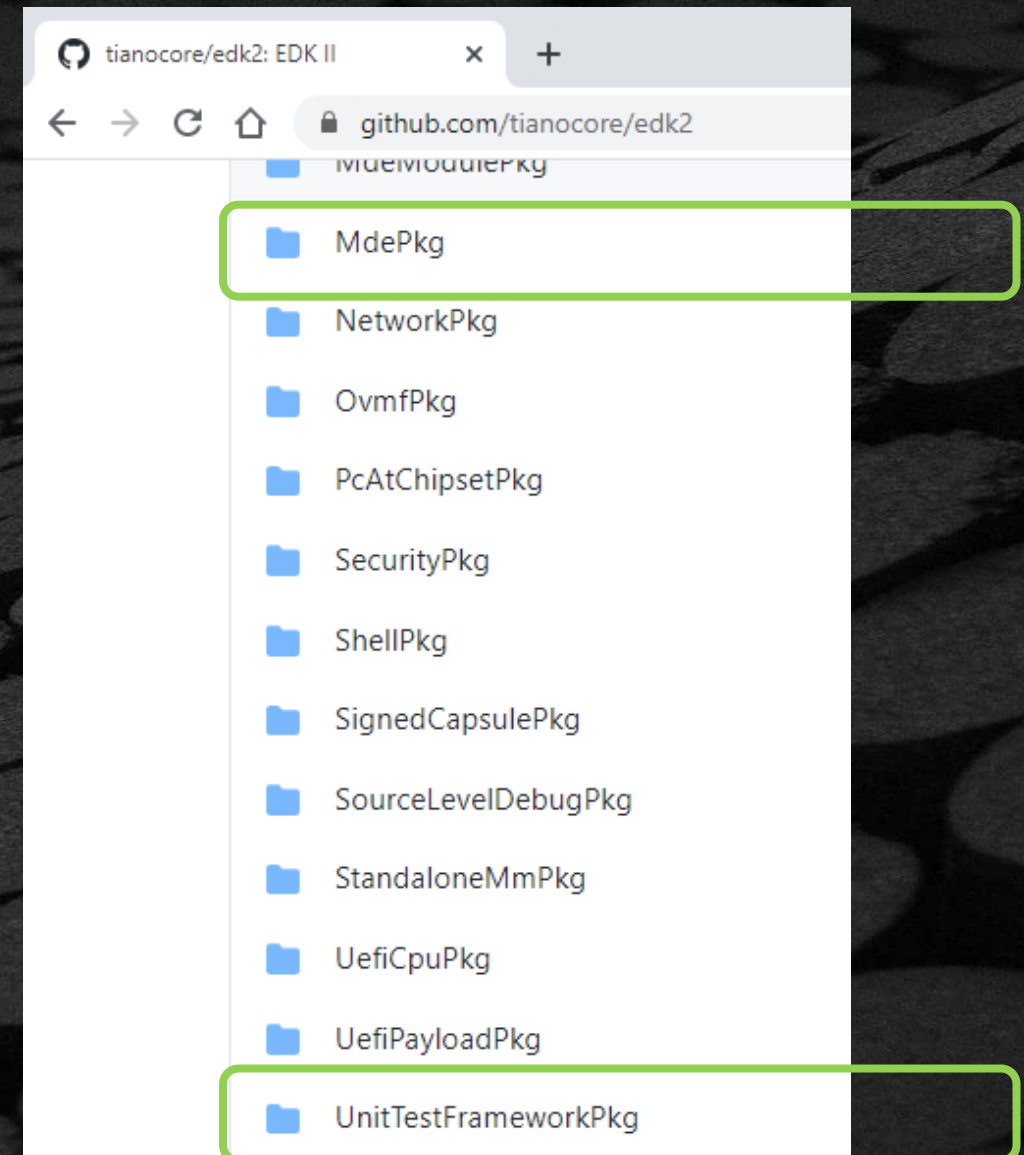 tianocore/edk2: EDK II
github.com/tianocore/edk2
MdeModulePkg
MdePkg
NetworkPkg
OvmfPkg
PcAtChipsetPkg
SecurityPkg
ShellPkg
SignedCapsulePkg
SourceLevelDebugPkg
StandaloneMmPkg
UefiCpuPkg
UefiPayloadPkg
UnitTestFrameworkPkg